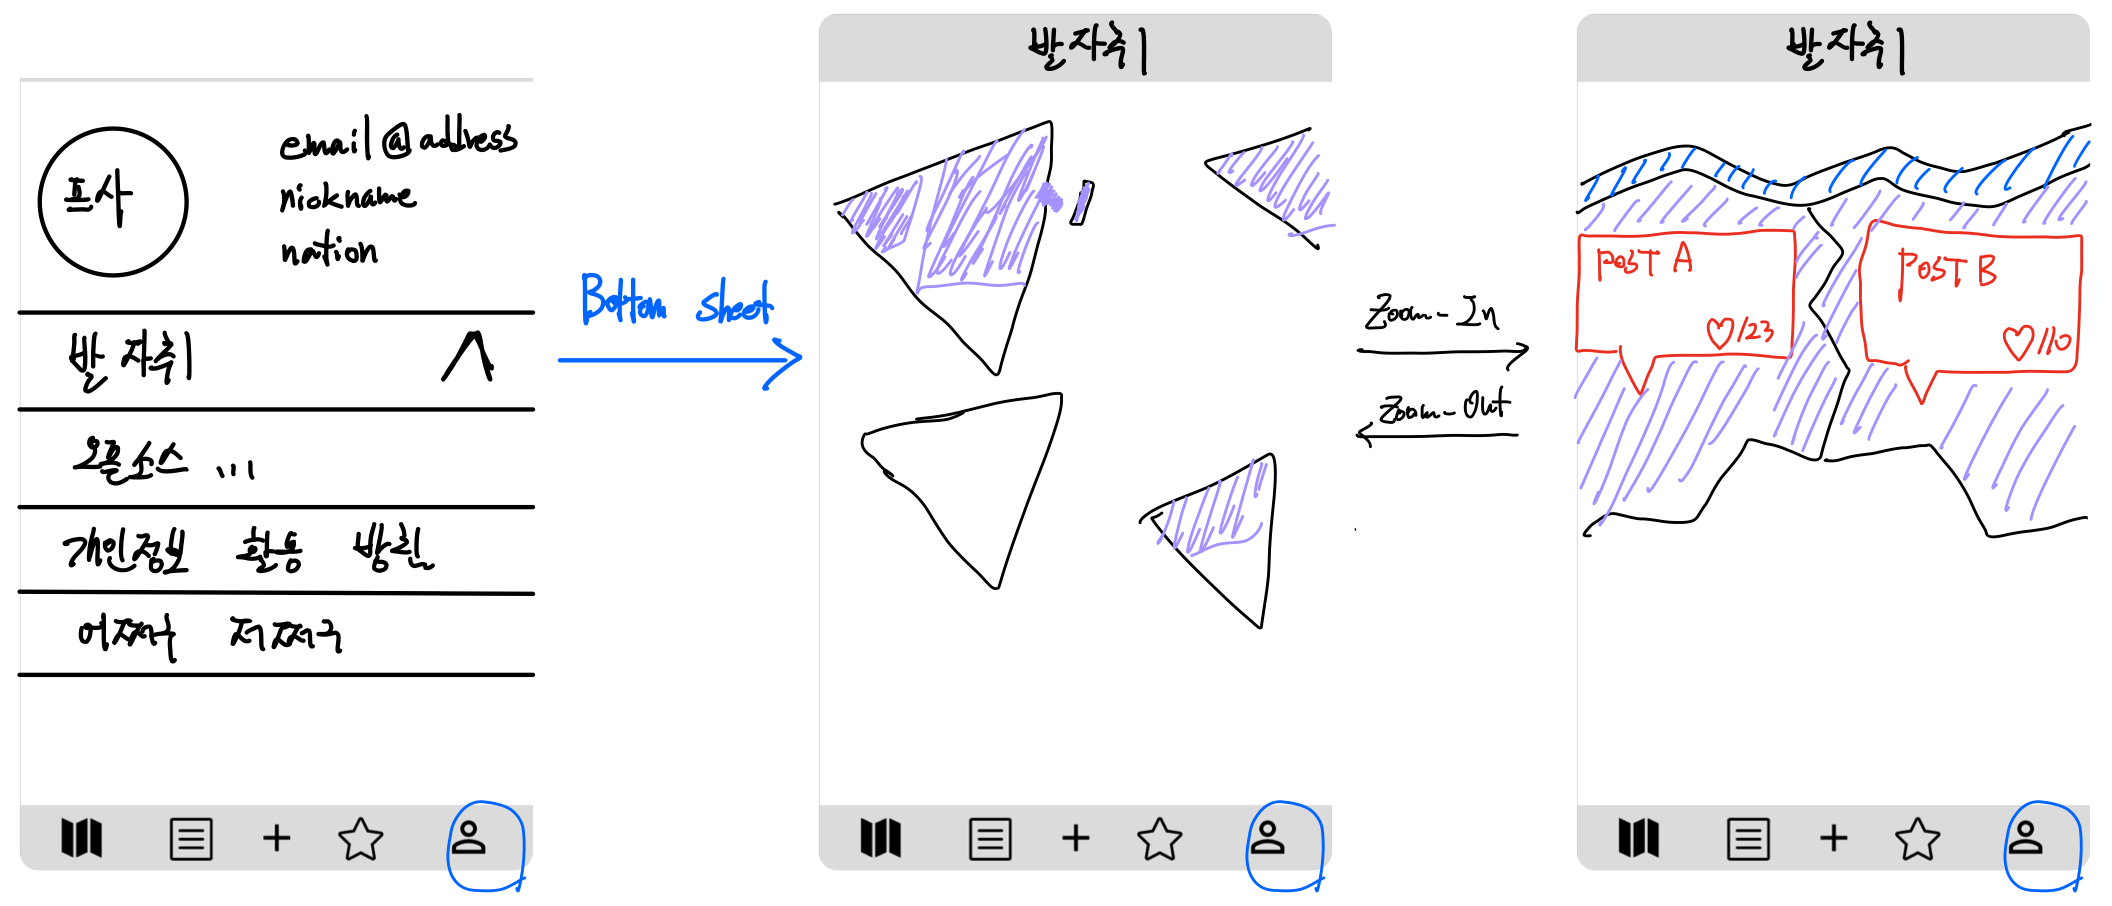 프사
email@address
nickname
nation
발자취
오픈소스 ...
개인정보 활동 방침
어쩌구 저쩌구
Bottom sheet
발자취
Zoom-In
Zoom-Out
발자취
POST A
♡/23
POST B
♡/10